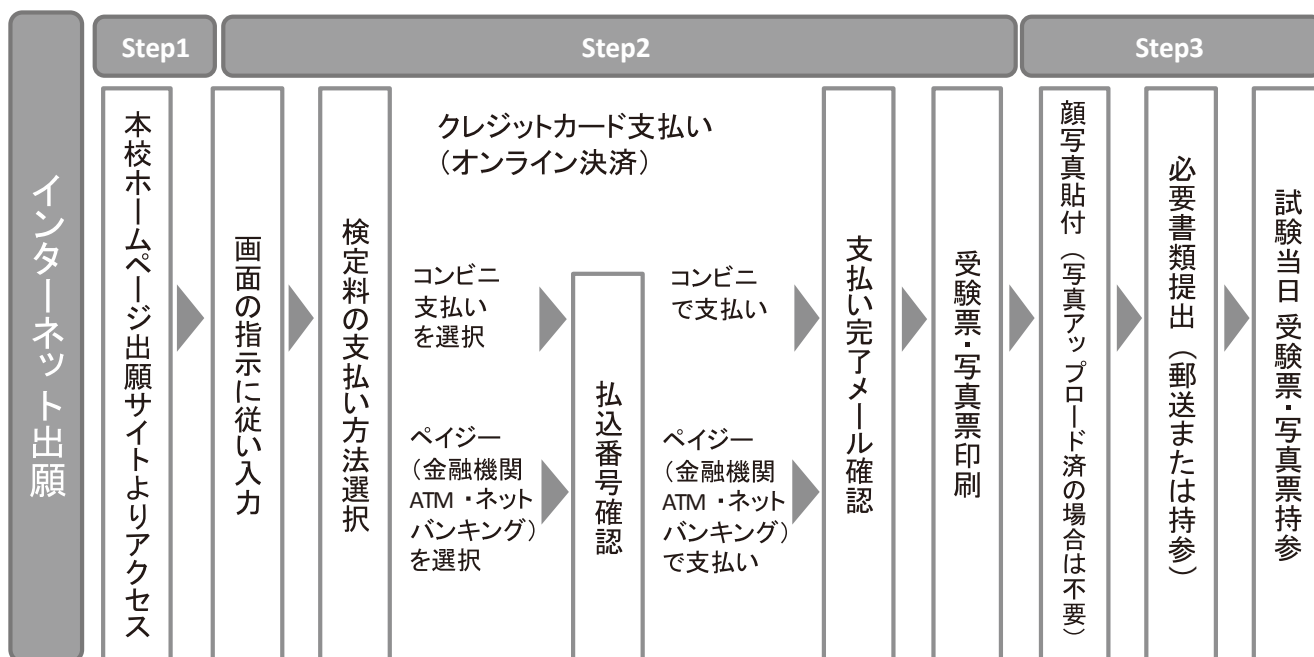 インターネット出願
Step1
Step2
Step3
本校ホームページ出願サイトよりアクセス
画面の指示に従い入力
検定料の支払い方法選択
クレジットカード支払い
（オンライン決済）
コンビニ
支払い
を選択
ペイジー
（金融機関
ATM・ネット
バンキング）
を選択
払込番号確認
コンビニ
で支払い
ペイジー
（金融機関
ATM・ネット
バンキング）
で支払い
支払い完了メール確認
受験票・写真票印刷
顔写真貼付（写真アップロード済の場合は不要）
必要書類提出（郵送または持参）
試験当日 受験票・写真票持参